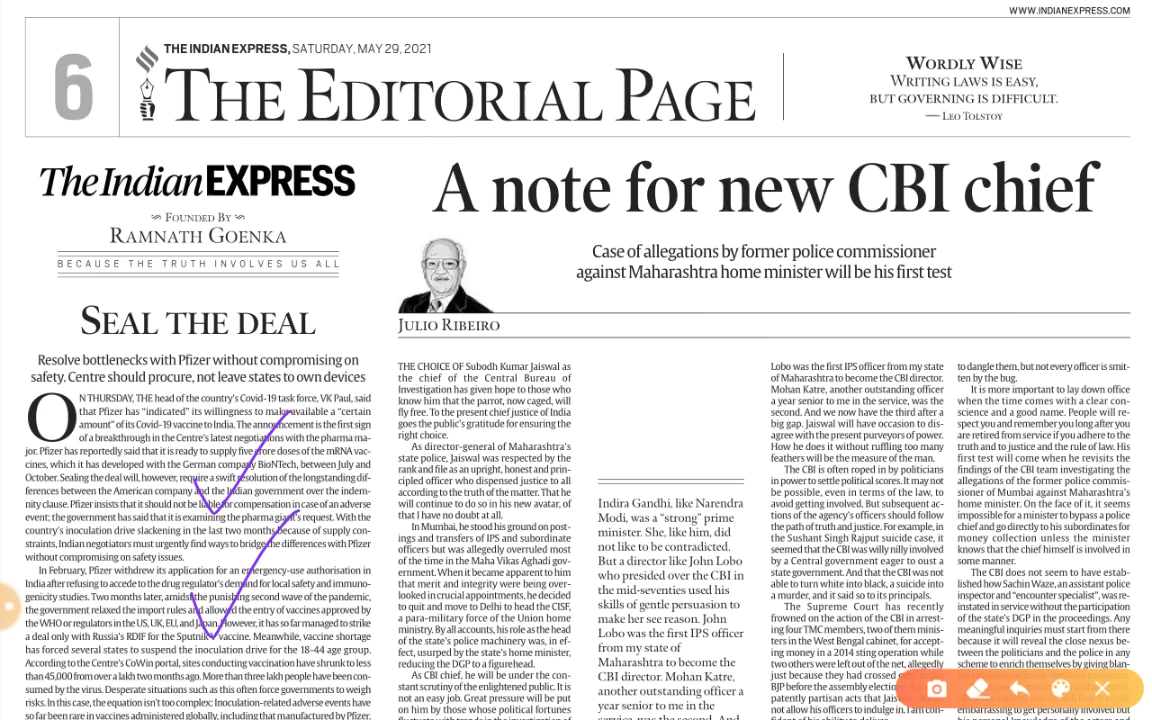 WWW.INDIANEXPRESS.COM
6
THE INDIAN EXPRESS, SATURDAY, MAY 29, 2021
THE EDITORIAL PAGE
WORDLY WISE
WRITING LAWS IS EASY,
BUT GOVERNING IS DIFFICULT.
— LEO TOLSTOY
The Indian EXPRESS
FOUNDED BY
RAMNATH GOENKA
BECAUSE THE TRUTH INVOLVES US ALL
SEAL THE DEAL
Resolve bottlenecks with Pfizer without compromising on
safety. Centre should procure, not leave states to own devices
ON THURSDAY, THE head of the country's Covid-19 task force, VK Paul, said
that Pfizer has "indicated" its willingness to make available a "certain
amount" of its Covid-19 vaccine to India. The announcement is the first sign
of a breakthrough in the Centre's latest negotiations with the pharma ma-
jor. Pfizer has reportedly said that it is ready to supply five crore doses of the mRNA vac-
cines, which it has developed with the German company BioNTech, between July and
October. Sealing the deal will, however, require a swift resolution of the longstanding dif-
ferences between the American company and the Indian government over the indem-
nity clause. Pfizer insists that it should not be liable for compensation in case of an adverse
event; the government has said that it is examining the pharma giant's request. With the
country's inoculation drive slackening in the last two months because of supply con-
straints, Indian negotiators must urgently find ways to bridge the differences with Pfizer
without compromising on safety issues.
In February, Pfizer withdrew its application for an emergency-use authorisation in
India after refusing to accede to the drug regulator's demand for local safety and immuno-
genicity studies. Two months later, amidst the punishing second wave of the pandemic,
the government relaxed the import rules and allowed the entry of vaccines approved by
the WHO or regulators in the US, UK, EU, and Japan. However, it has so far managed to strike
a deal only with Russia's RDIF for the Sputnik V vaccine. Meanwhile, vaccine shortage
has forced several states to suspend the inoculation drive for the 18-44 age group.
According to the Centre's CoWin portal, sites conducting vaccination have shrunk to less
than 45,000 from over a lakh two months ago. More than three lakh people have been con-
sumed by the virus. Desperate situations such as this often force governments to weigh
risks. In this case, the equation isn't too complex: Inoculation-related adverse events have
so far been rare in vaccines administered globally, including that manufactured by Pfizer.
A note for new CBI chief
Case of allegations by former police commissioner
against Maharashtra home minister will be his first test
JULIO RIBEIRO
THE CHOICE OF Subodh Kumar Jaiswal as
the chief of the Central Bureau of
Investigation has given hope to those who
know him that the parrot, now caged, will
fly free. To the present chief justice of India
goes the public's gratitude for ensuring the
right choice.
As director-general of Maharashtra's
state police, Jaiswal was respected by the
rank and file as an upright, honest and prin-
cipled officer who dispensed justice to all
according to the truth of the matter. That he
will continue to do so in his new avatar, of
that I have no doubt at all.
In Mumbai, he stood his ground on post-
ings and transfers of IPS and subordinate
officers but was allegedly overruled most
of the time in the Maha Vikas Aghadi gov-
ernment. When it became apparent to him
that merit and integrity were being over-
looked in crucial appointments, he decided
to quit and move to Delhi to head the CISF,
a para-military force of the Union home
ministry. By all accounts, his role as the head
of the state's police machinery was, in ef-
fect, usurped by the state's home minister,
reducing the DGP to a figurehead.
As CBI chief, he will be under the con-
stant scrutiny of the enlightened public. It is
not an easy job. Great pressure will be put
on him by those whose political fortunes
Indira Gandhi, like Narendra
Modi, was a "strong" prime
minister. She, like him, did
not like to be contradicted.
But a director like John Lobo
who presided over the CBI in
the mid-seventies used his
skills of gentle persuasion to
make her see reason. John
Lobo was the first IPS officer
from my state of
Maharashtra to become the
CBI director. Mohan Katre,
another outstanding officer a
year senior to me in the
service, was the second. And
Lobo was the first IPS officer from my state
of Maharashtra to become the CBI director.
Mohan Katre, another outstanding officer
a year senior to me in the service, was the
second. And we now have the third after a
big gap. Jaiswal will have occasion to dis-
agree with the present purveyors of power.
How he does it without ruffling too many
feathers will be the measure of the man.
The CBI is often roped in by politicians
in power to settle political scores. It may not
be possible, even in terms of the law, to
avoid getting involved. But subsequent ac-
tions of the agency's officers should follow
the path of truth and justice. For example, in
the Sushant Singh Rajput suicide case, it
seemed that the CBI was willy nilly involved
by a Central government eager to oust a
state government. And that the CBI was not
able to turn white into black, a suicide into
a murder, and it said so to its principals.
The Supreme Court has recently
frowned on the action of the CBI in arrest-
ing four TMC members, two of them minis-
ters in the West Bengal cabinet, for accept-
ing money in a 2014 sting operation while
two others were left out of the net, allegedly
just because they had crossed
BJP before the assembly election
patently partisan acts that Jais
not allow his officers to indulge in. I am con-
to dangle them, but not every officer is smit-
ten by the bug.
It is more important to lay down office
when the time comes with a clear con-
science and a good name. People will re-
spect you and remember you long after you
are retired from service if you adhere to the
truth and to justice and the rule of law. His
first test will come when he revisits the
findings of the CBI team investigating the
allegations of the former police commis-
sioner of Mumbai against Maharashtra's
home minister. On the face of it, it seems
impossible for a minister to bypass a police
chief and go directly to his subordinates for
money collection unless the minister
knows that the chief himself is involved in
some manner.
The CBI does not seem to have estab-
lished how Sachin Waze, an assistant police
inspector and "encounter specialist", was re-
instated in service without the participation
of the state's DGP in the proceedings. Any
meaningful inquiries must start from there
because it will reveal the close nexus be-
tween the politicians and the police in any
scheme to enrich themselves by giving blan-